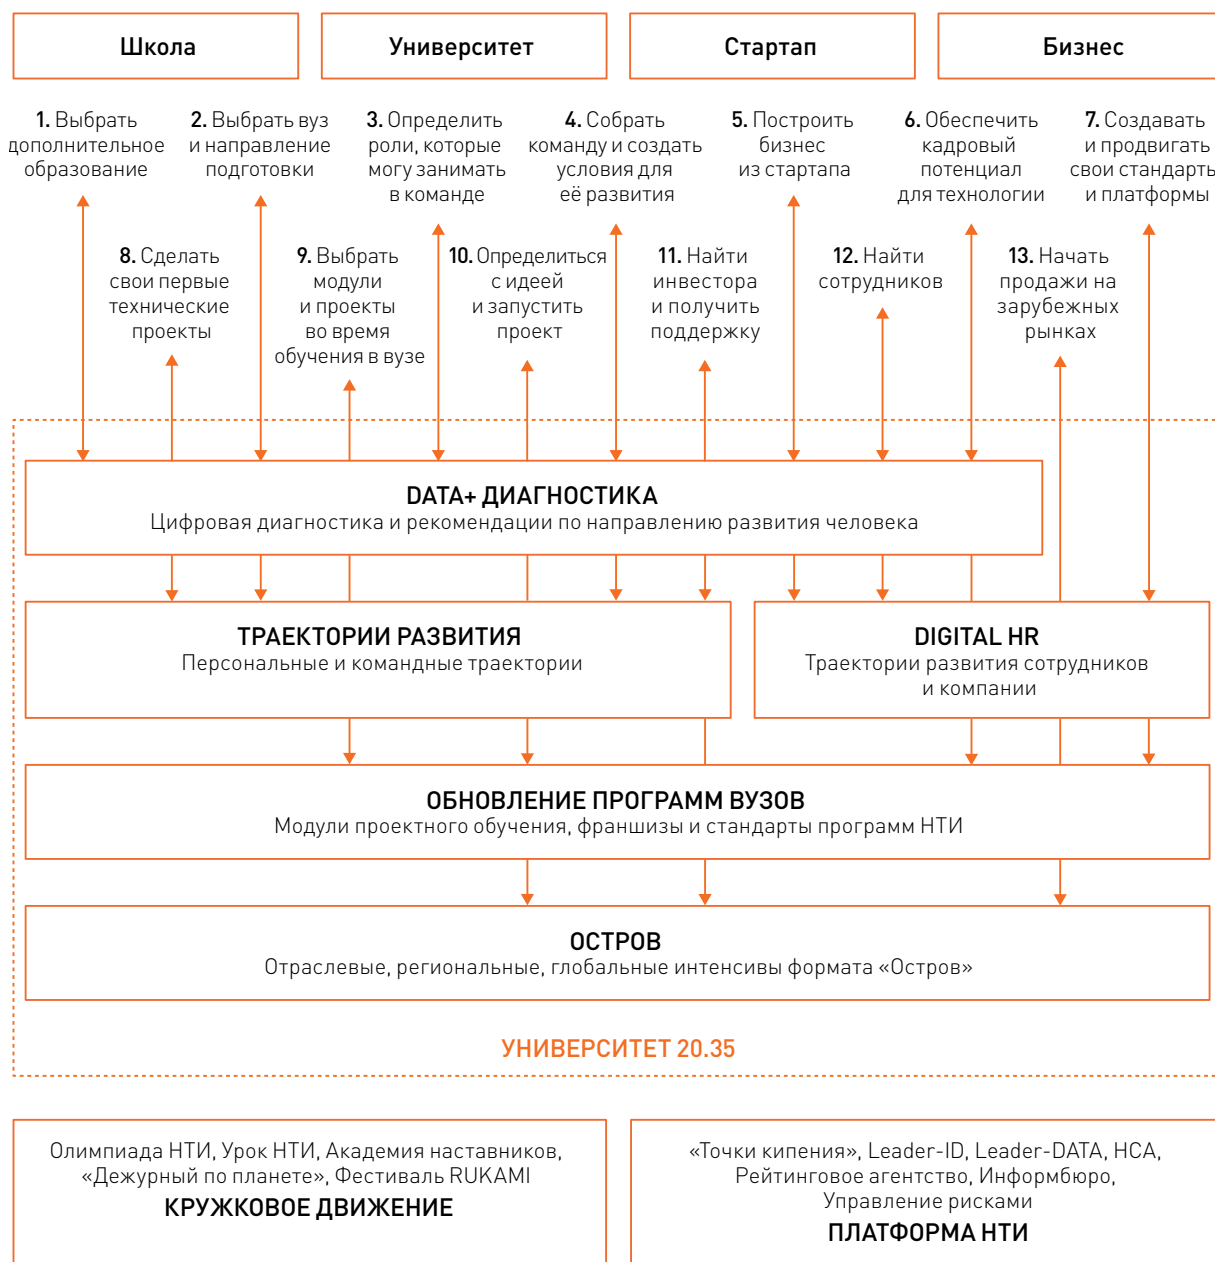 Школа
Университет
Стартап
Бизнес
1. Выбрать
дополнительное
образование
2. Выбрать вуз
и направление
подготовки
3. Определить
роли, которые
могу занимать
в команде
4. Собрать
команду и создать
условия для
её развития
5. Построить
бизнес
из стартапа
6. Обеспечить
кадровый
потенциал
для технологии
7. Создавать
и продвигать
свои стандарты
и платформы
8. Сделать
свои первые
технические
проекты
9. Выбрать
модули
и проекты
во время
обучения в вузе
10. Определиться
с идеей
и запустить
проект
11. Найти
инвестора
и получить
поддержку
12. Найти
сотрудников
13. Начать
продажи на
зарубежных
рынках
DATA+ ДИАГНОСТИКА
Цифровая диагностика и рекомендации по направлению развития человека
ТРАЕКТОРИИ РАЗВИТИЯ
Персональные и командные траектории
DIGITAL HR
Траектории развития сотрудников
и компании
ОБНОВЛЕНИЕ ПРОГРАММ ВУЗОВ
Модули проектного обучения, франшизы и стандарты программ НТИ
ОСТРОВ
Отраслевые, региональные, глобальные интенсивы формата «Остров»
УНИВЕРСИТЕТ 20.35
Олимпиада НТИ, Урок НТИ, Академия наставников,
«Дежурный по планете», Фестиваль RUKAMI
КРУЖКОВОЕ ДВИЖЕНИЕ
«Точки кипения», Leader-ID, Leader-DATA, НСА,
Рейтинговое агентство, Информбюро,
Управление рисками
ПЛАТФОРМА НТИ